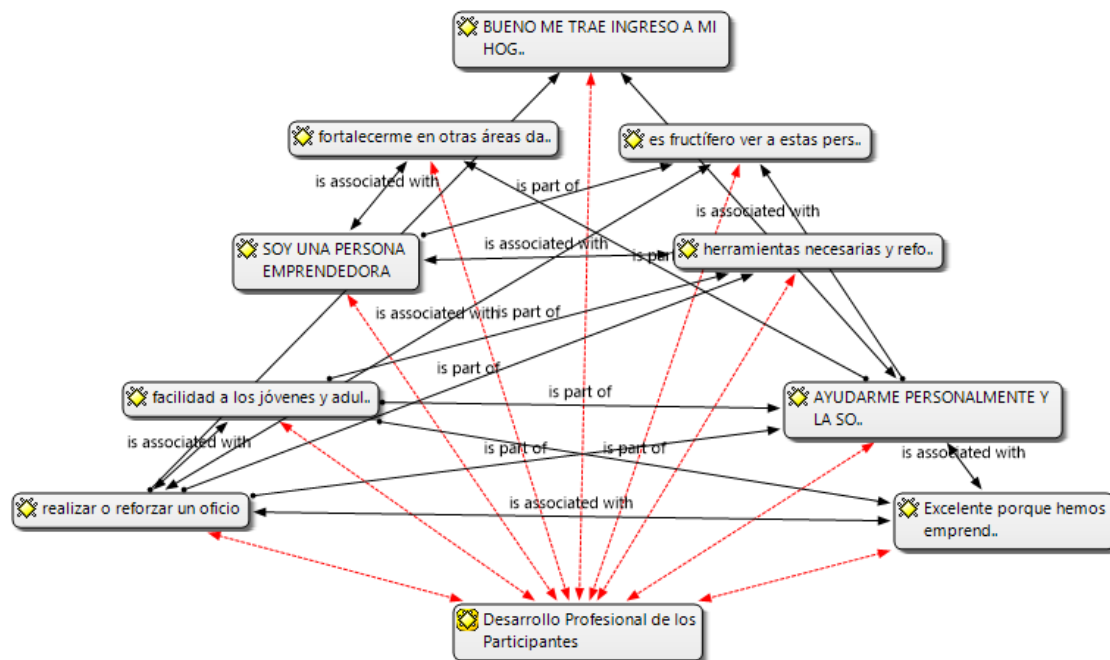 BUENO ME TRAE INGRESO A MI
HOG..
fortalecerme en otras áreas da..
es fructífero ver a estas pers..
is associated with
is part of
is associated with
SOY UNA PERSONA
EMPRENDEDORA
is associated with
herramientas necesarias y refo..
is part
is associated with
is part of
is part of
facilidad a los jóvenes y adul..
is part of
AYUDARME PERSONALMENTE Y
LA SO..
is associated with
is part of
is part of
is associated with
realizar o reforzar un oficio
is associated with
Excelente porque hemos
emprend..
Desarrollo Profesional de los
Participantes